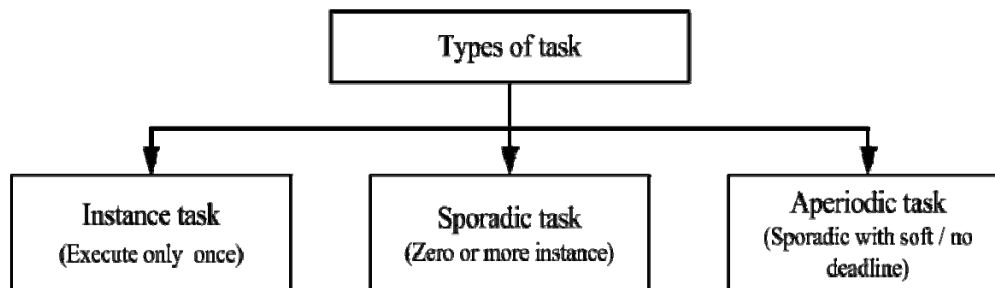 Types of task
Instance task
(Execute only once)
Sporadic task
(Zero or more instance)
Aperiodic task
(Sporadic with soft / no
deadline)